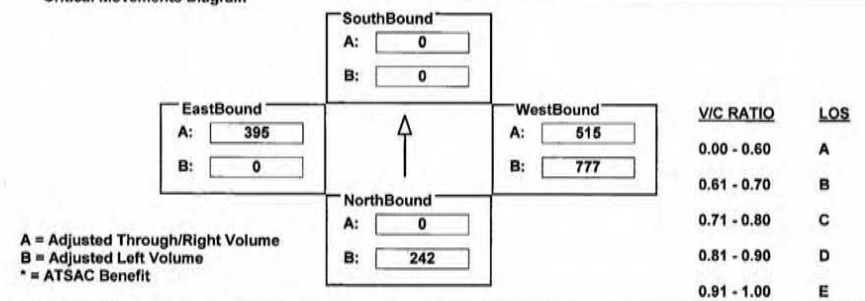 SouthBound
A: 0
B: 0
EastBound
A: 395
B: 0
WestBound
A: 515
B: 777
NorthBound
A: 0
B: 242
A = Adjusted Through/Right Volume
B = Adjusted Left Volume
* = ATSAC Benefit
V/C RATIO LOS
0.00 - 0.60 A
0.61 - 0.70 B
0.71 - 0.80 C
0.81 - 0.90 D
0.91 - 1.00 E